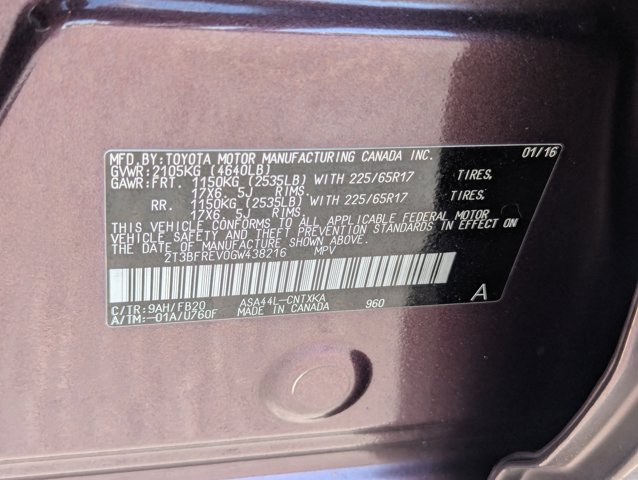 MFD.BY:TOYOTA MOTOR MANUFACTURING CANADA INC. 01/16
GVWR:2105KG (4640LB)
GAWR:FRT. 1150KG (2535LB) WITH 225/65R17 TIRES,
17X6. 5J RIMS.
RR. 1150KG (2535LB) WITH 225/65R17 TIRES,
17X6. 5J RIMS.
THIS VEHICLE CONFORMS TO ALL APPLICABLE FEDERAL MOTOR
VEHICLE SAFETY AND THEFT PREVENTION STANDARDS IN EFFECT ON
THE DATE OF MANUFACTURE SHOWN ABOVE.
2T3BFREV0GW438216 MPV
C/TR:9AH/FB20 ASA44L-CNTXKA 960 A
A/TM:-01A/U760F MADE IN CANADA